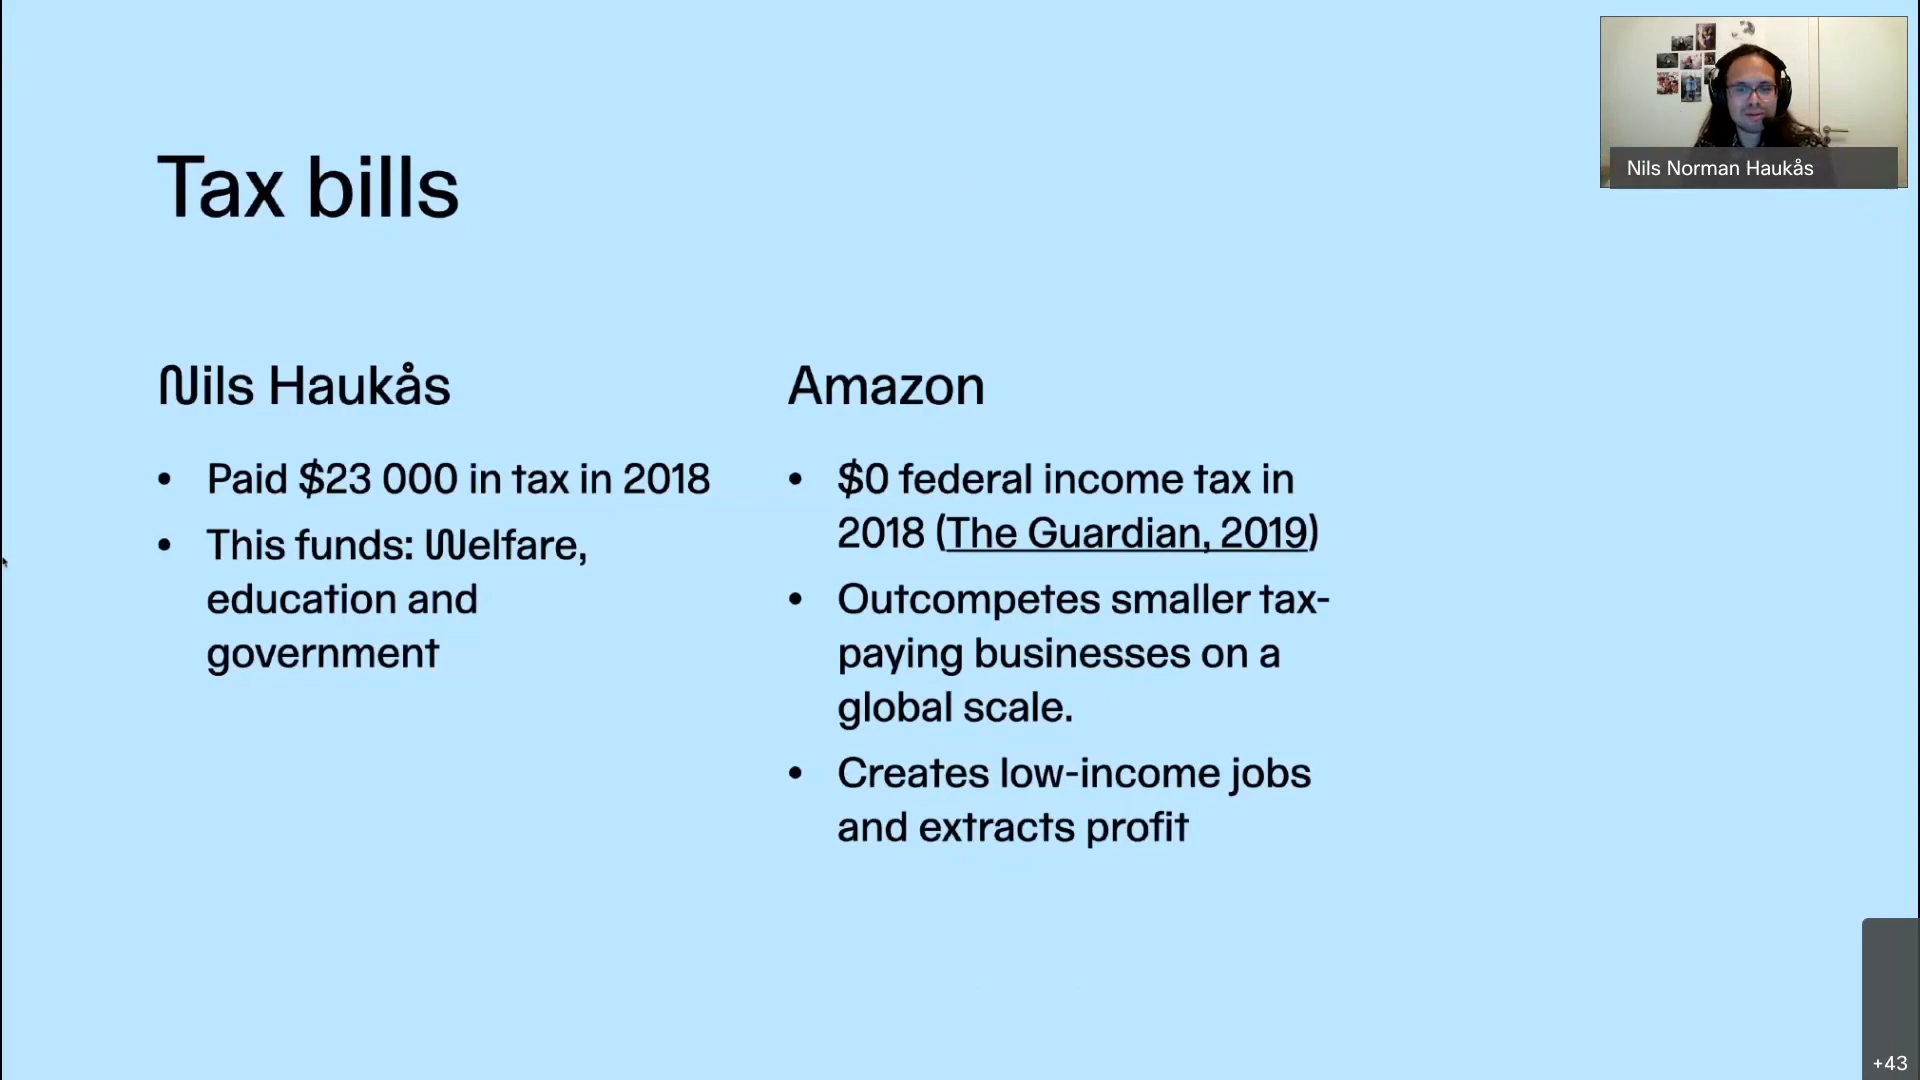 Tax bills
Nils Haukås
• Paid $23 000 in tax in 2018
• This funds: Welfare,
education and
government
Amazon
• $0 federal income tax in
2018 (The Guardian, 2019)
• Outcompetes smaller tax-
paying businesses on a
global scale.
• Creates low-income jobs
and extracts profit
Nils Norman Haukås
+43